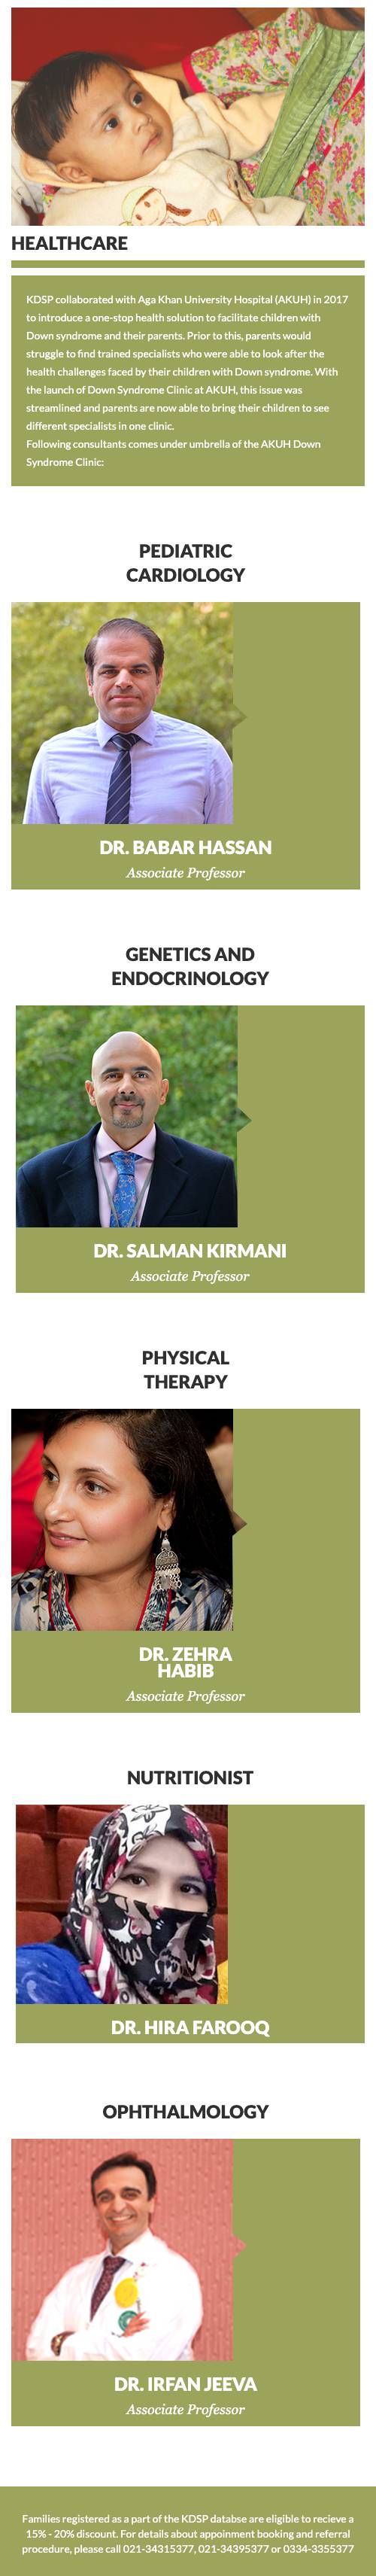 HEALTHCARE
KDSP collaborated with Aga Khan University Hospital (AKUH) in 2017
to introduce a one-stop health solution to facilitate children with
Down syndrome and their parents. Prior to this, parents would
struggle to find trained specialists who were able to look after the
health challenges faced by their children with Down syndrome. With
the launch of Down Syndrome Clinic at AKUH, this issue was
streamlined and parents are now able to bring their children to see
different specialists in one clinic.
Following consultants comes under umbrella of the AKUH Down
Syndrome Clinic:
PEDIATRIC
CARDIOLOGY
DR. BABAR HASSAN
Associate Professor
GENETICS AND
ENDOCRINOLOGY
DR. SALMAN KIRMANI
Associate Professor
PHYSICAL
THERAPY
DR. ZEHRA
HABIB
Associate Professor
NUTRITIONIST
DR. HIRA FAROOQ
OPHTHALMOLOGY
DR. IRFAN JEEVA
Associate Professor
Families registered as a part of the KDSP databse are eligible to recieve a
15% - 20% discount. For details about appoinment booking and referral
procedure, please call 021-34315377, 021-34395377 or 0334-3355377